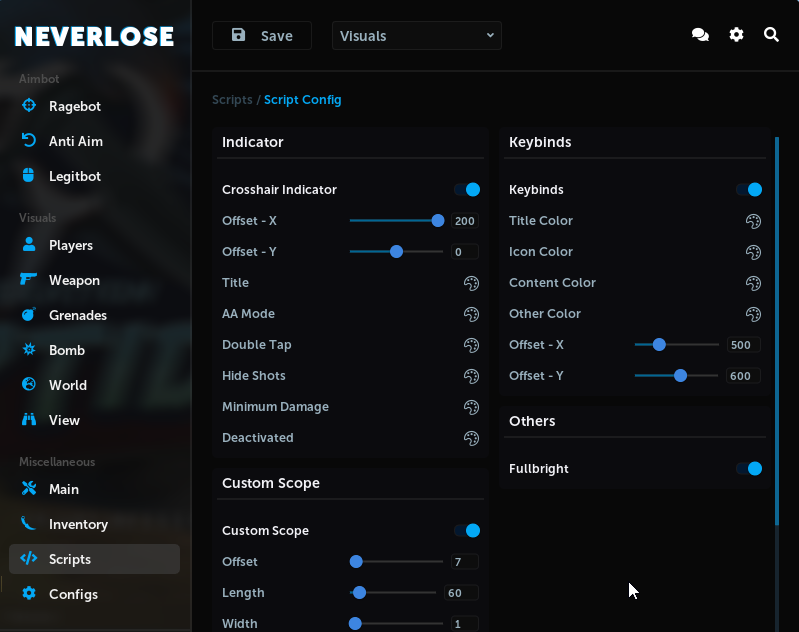 NEVERLOSE
Save
Visuals
Aimbot
Ragebot
Anti Aim
Legitbot
Visuals
Players
Weapon
Grenades
Bomb
World
View
Miscellaneous
Main
Inventory
Scripts
Configs
Scripts / Script Config
Indicator
Crosshair Indicator
Offset - X 200
Offset - Y 0
Title
AA Mode
Double Tap
Hide Shots
Minimum Damage
Deactivated
Custom Scope
Custom Scope
Offset 7
Length 60
Width 1
Keybinds
Keybinds
Title Color
Icon Color
Content Color
Other Color
Offset - X 500
Offset - Y 600
Others
Fullbright